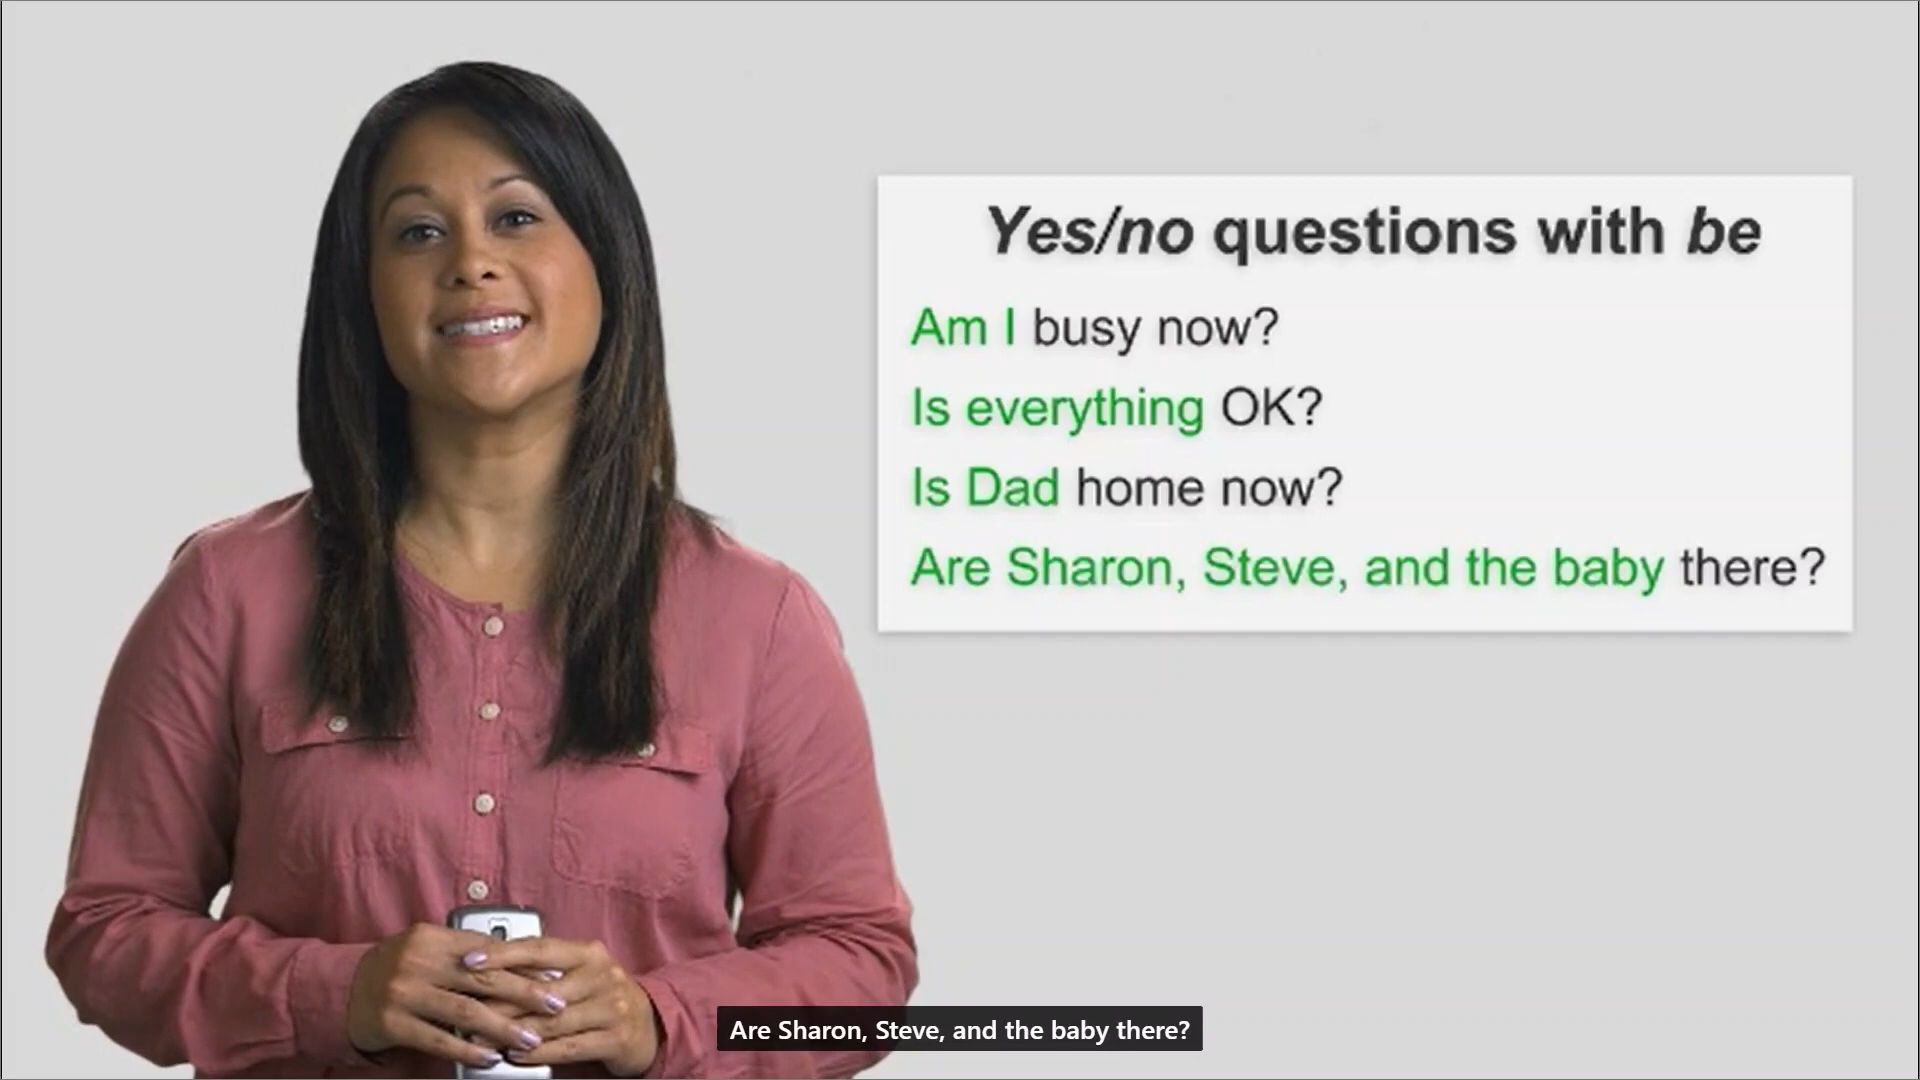 Yes/no questions with be
Am I busy now?
Is everything OK?
Is Dad home now?
Are Sharon, Steve, and the baby there?
Are Sharon, Steve, and the baby there?